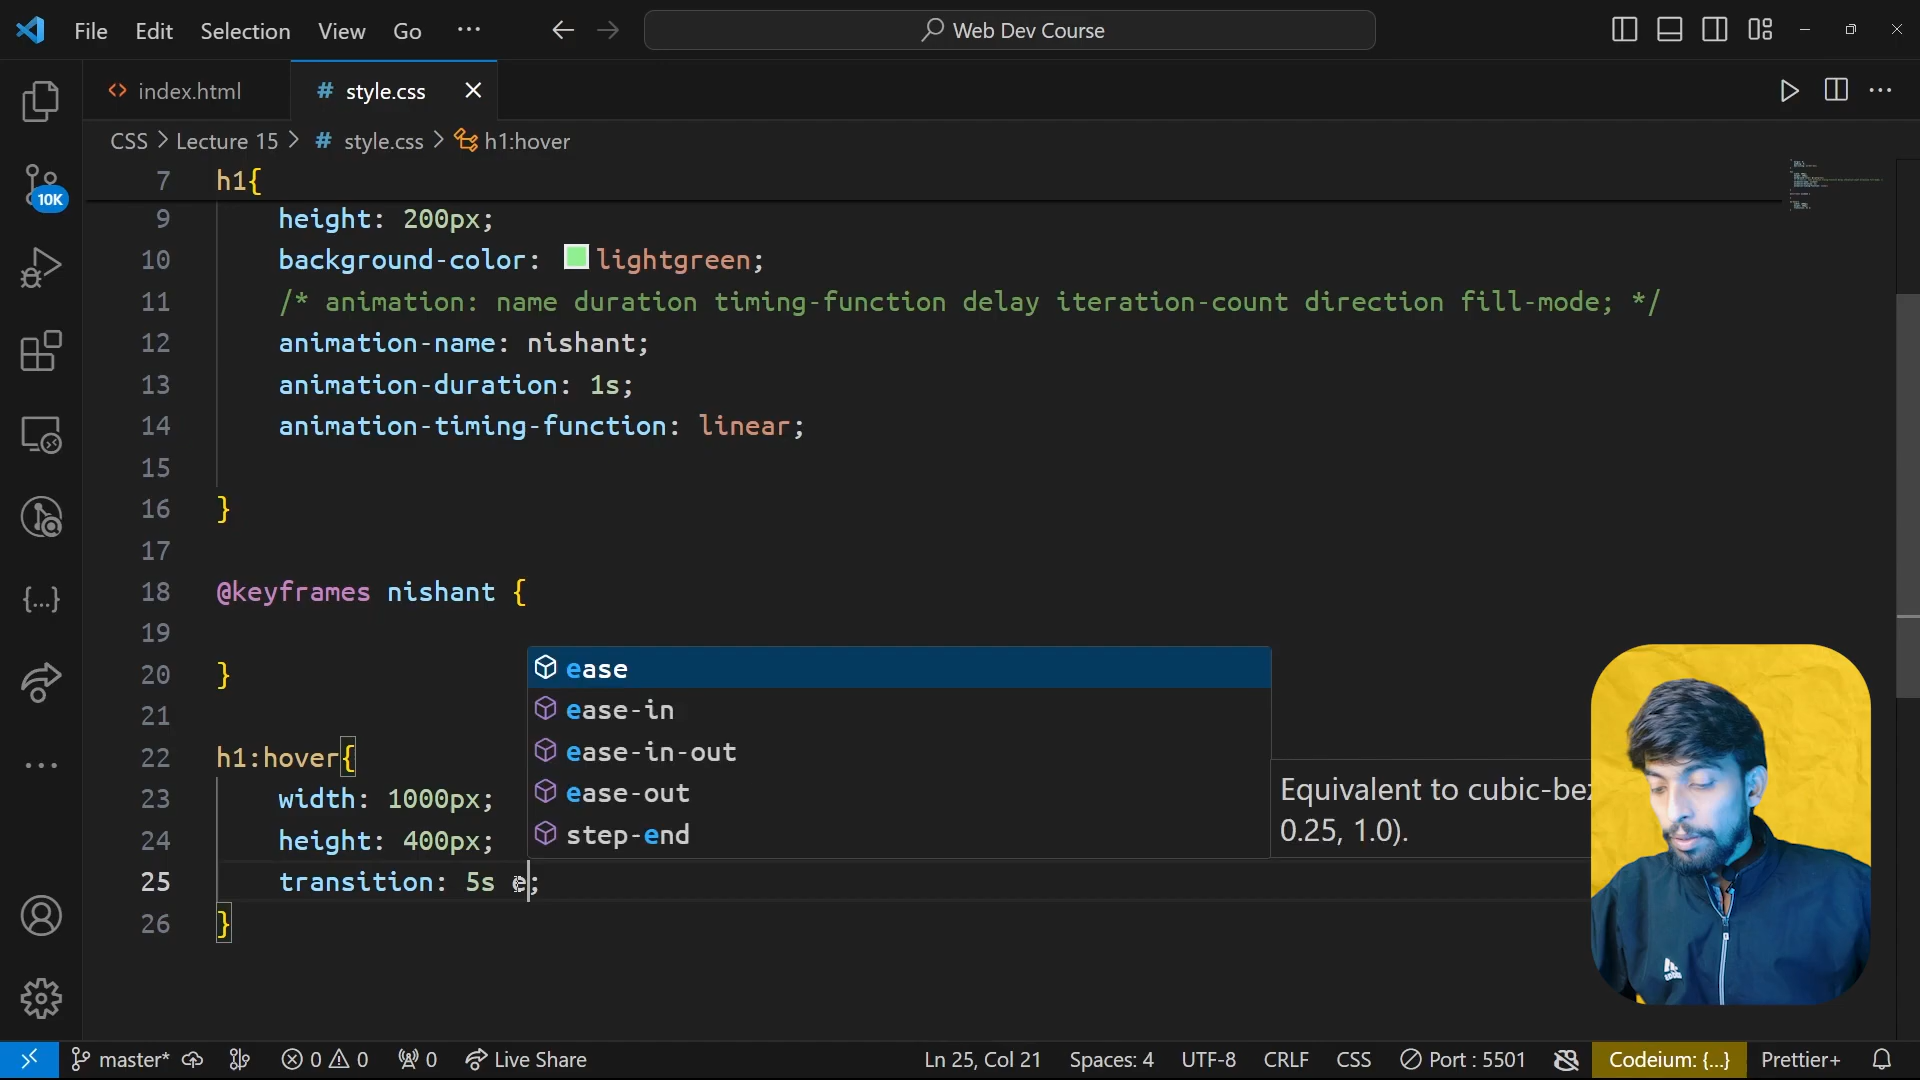 File Edit Selection View Go ··· Web Dev Course
index.html # style.css
CSS > Lecture 15 > # style.css > h1:hover
10K
7 h1{
9 height: 200px;
10 background-color: lightgreen;
11 /* animation: name duration timing-function delay iteration-count direction fill-mode; */
12 animation-name: nishant;
13 animation-duration: 1s;
14 animation-timing-function: linear;
15
16 }
17
18 @keyframes nishant {
19
20 }
21
22 h1:hover{
23 width: 1000px;
24 height: 400px;
25 transition: 5s e;
26 }
ease
ease-in
ease-in-out
ease-out
step-end
Equivalent to cubic-bez
0.25, 1.0).
master* 0 0 0 Live Share Ln 25, Col 21 Spaces: 4 UTF-8 CRLF CSS Port : 5501 Codeium: {...} Prettier+